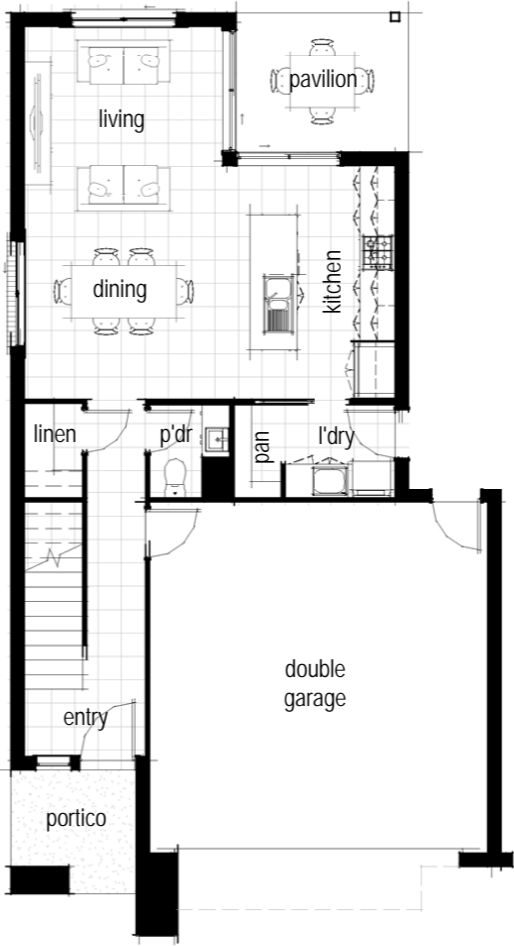 pavilion
living
kitchen
dining
linen
p'dr
pan
l'dry
double
garage
entry
portico